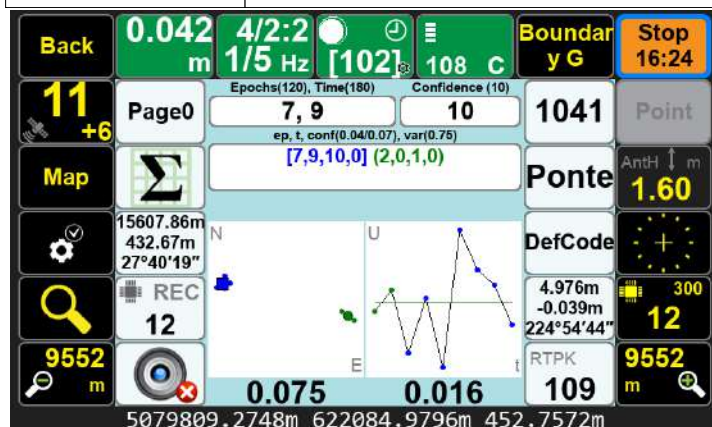 Back
0.042
m
4/2:2
1/5 Hz
[102]
108 C
Boundar
y G
Stop
16:24
11
+6
Page0
Epochs(120), Time(180)
Confidence (10)
7, 9
10
1041
Point
ep, t, conf(0.04/0.07), var(0.75)
[7,9,10,0] (2,0,1,0)
Map
Σ
Ponte
AntH m
1.60
15607.86m
432.67m
27°40'19"
N
U
DefCode
REC
12
4.976m
-0.039m
224°54'44"
300
12
E
t
9552
m
0.075
0.016
RTPK
109
9552
m
5079809.2748m 622084.9796m 452.7572m